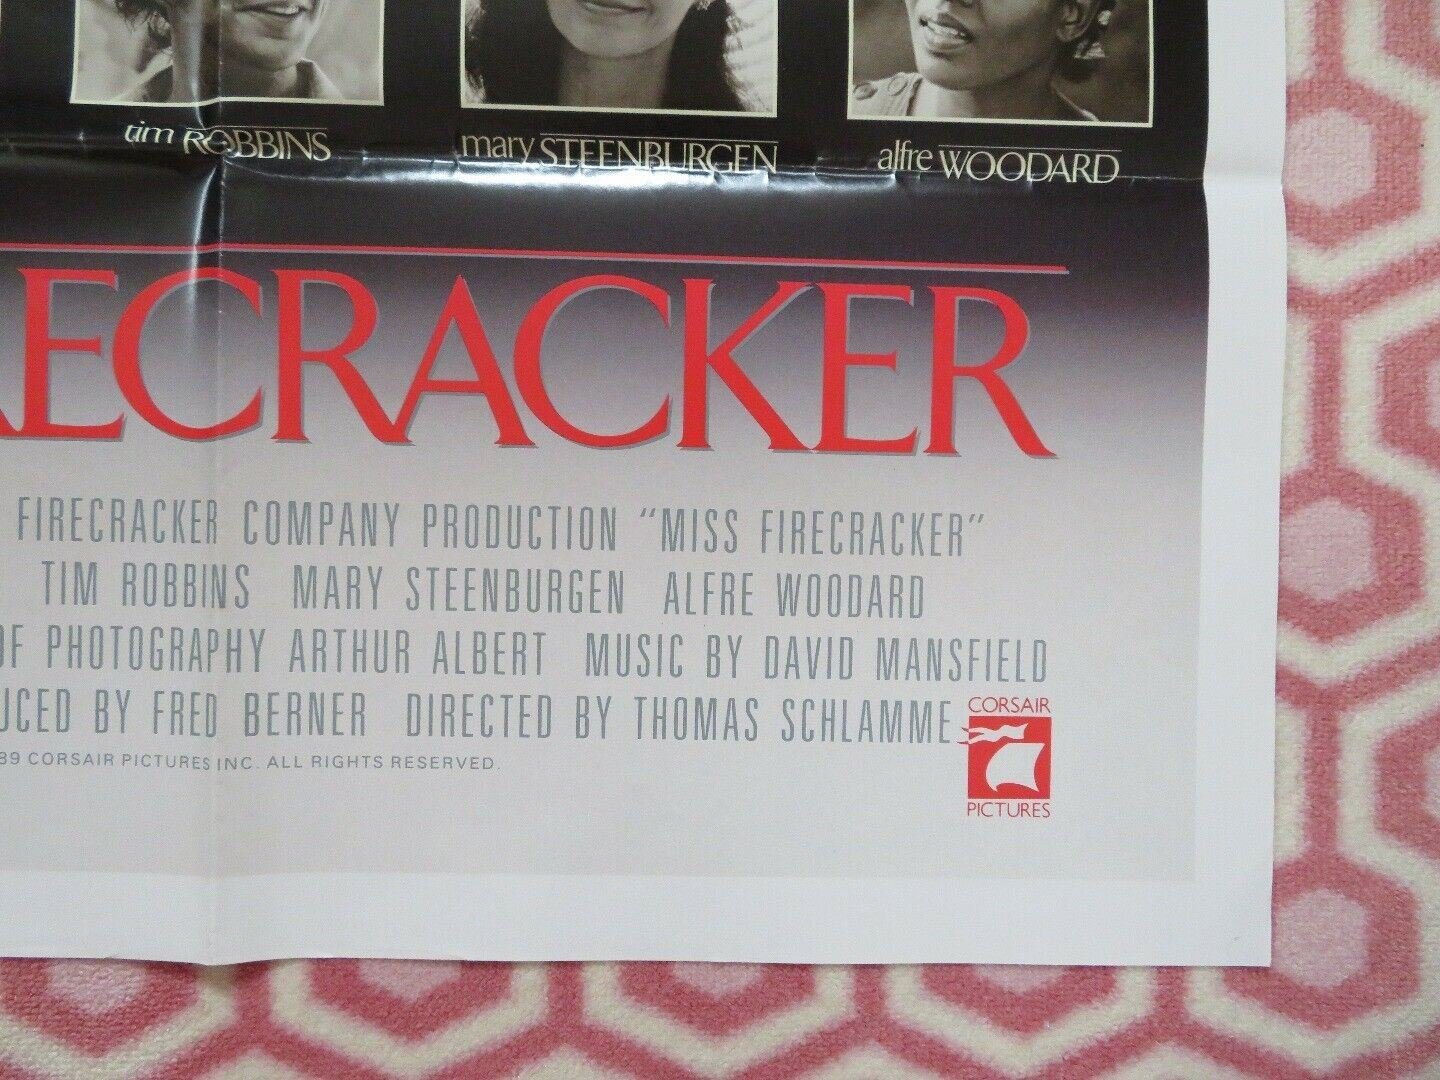 tim ROBBINS
mary STEENBURGEN
alfre WOODARD
RECRACKER
FIRECRACKER COMPANY PRODUCTION "MISS FIRECRACKER"
TIM ROBBINS MARY STEENBURGEN ALFRE WOODARD
OF PHOTOGRAPHY ARTHUR ALBERT MUSIC BY DAVID MANSFIELD
UCED BY FRED BERNER DIRECTED BY THOMAS SCHLAMME
89 CORSAIR PICTURES INC. ALL RIGHTS RESERVED.
CORSAIR
PICTURES